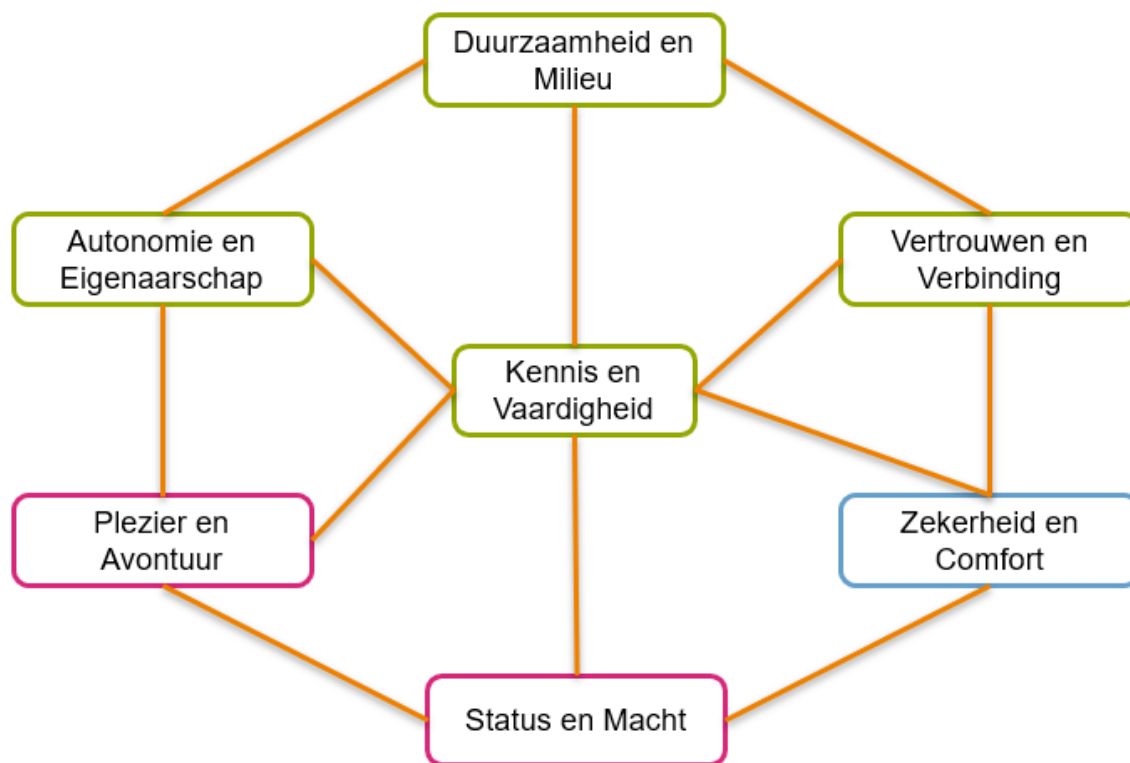 Duurzaamheid en
Milieu
Autonomie en
Eigenaarschap
Vertrouwen en
Verbinding
Kennis en
Vaardigheid
Plezier en
Avontuur
Zekerheid en
Comfort
Status en Macht